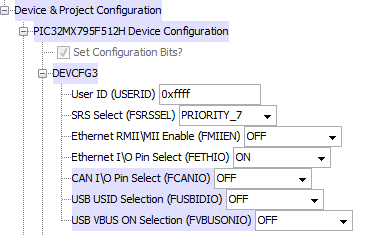 Device & Project Configuration
PIC32MX795F512H Device Configuration
Set Configuration Bits?
DEVCFG3
User ID (USERID) 0xffff
SRS Select (FSRSSEL) PRIORITY_7
Ethernet RMII\MII Enable (FMIIEN) OFF
Ethernet I\O Pin Select (FETHIO) ON
CAN I\O Pin Select (FCANIO) OFF
USB USID Selection (FUSBIDIO) OFF
USB VBUS ON Selection (FVBUSONIO) OFF